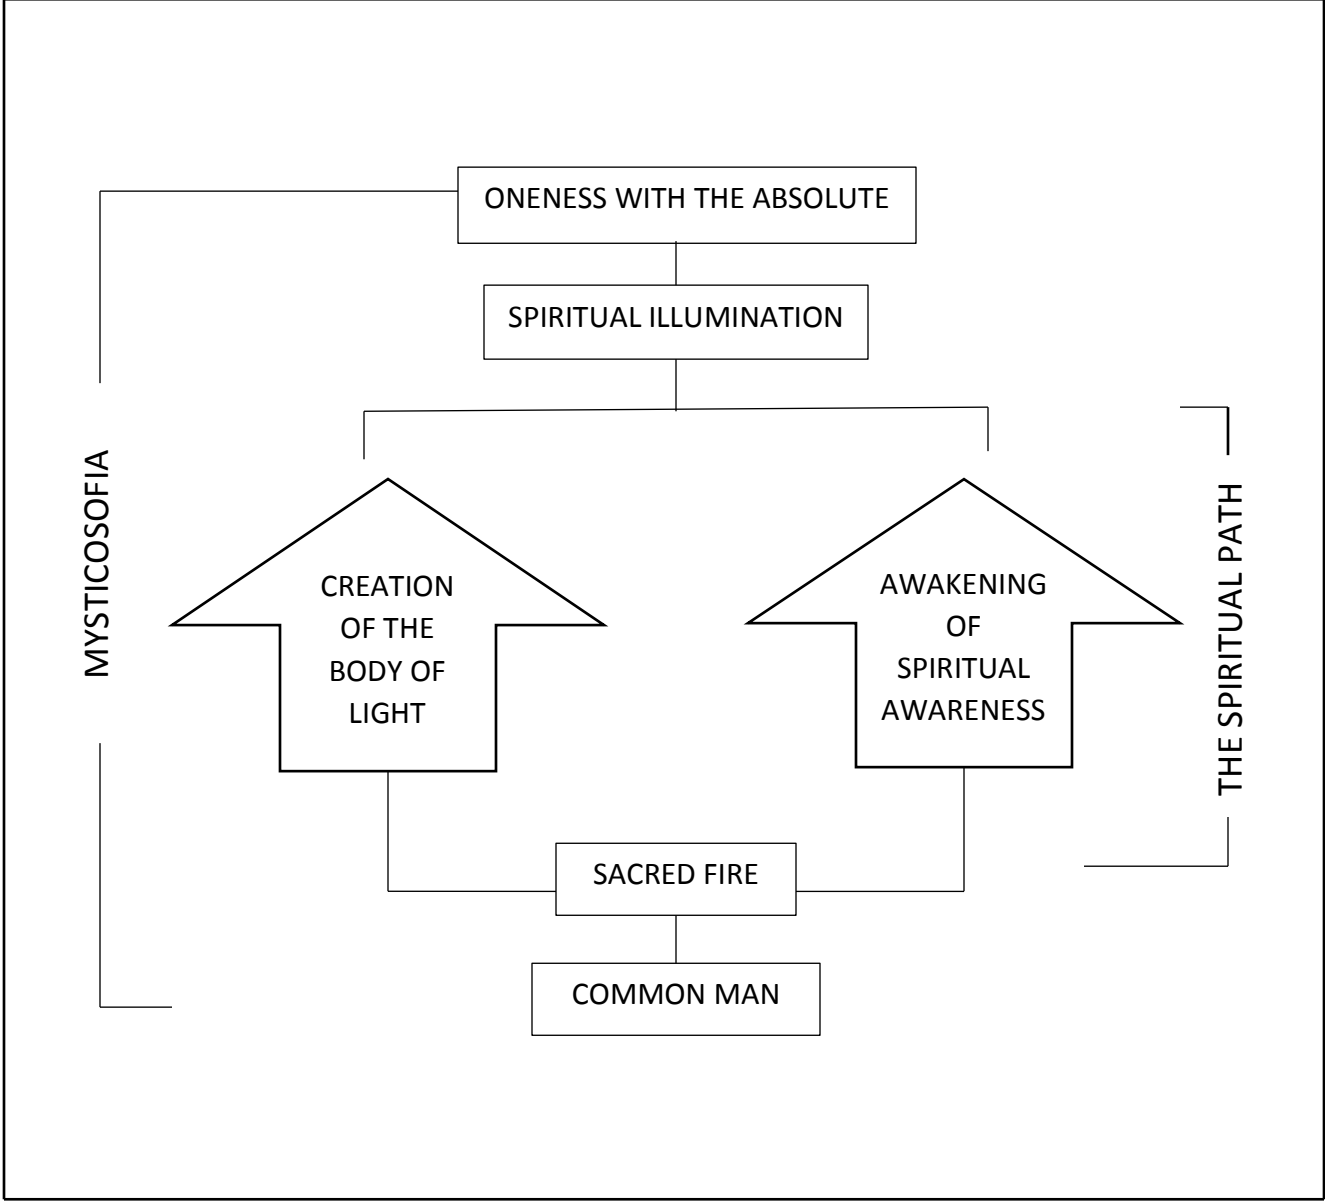 ONENESS WITH THE ABSOLUTE
SPIRITUAL ILLUMINATION
MYSTICOSOFIA
CREATION
OF THE
BODY OF
LIGHT
AWAKENING
OF
SPIRITUAL
AWARENESS
THE SPIRITUAL PATH
SACRED FIRE
COMMON MAN